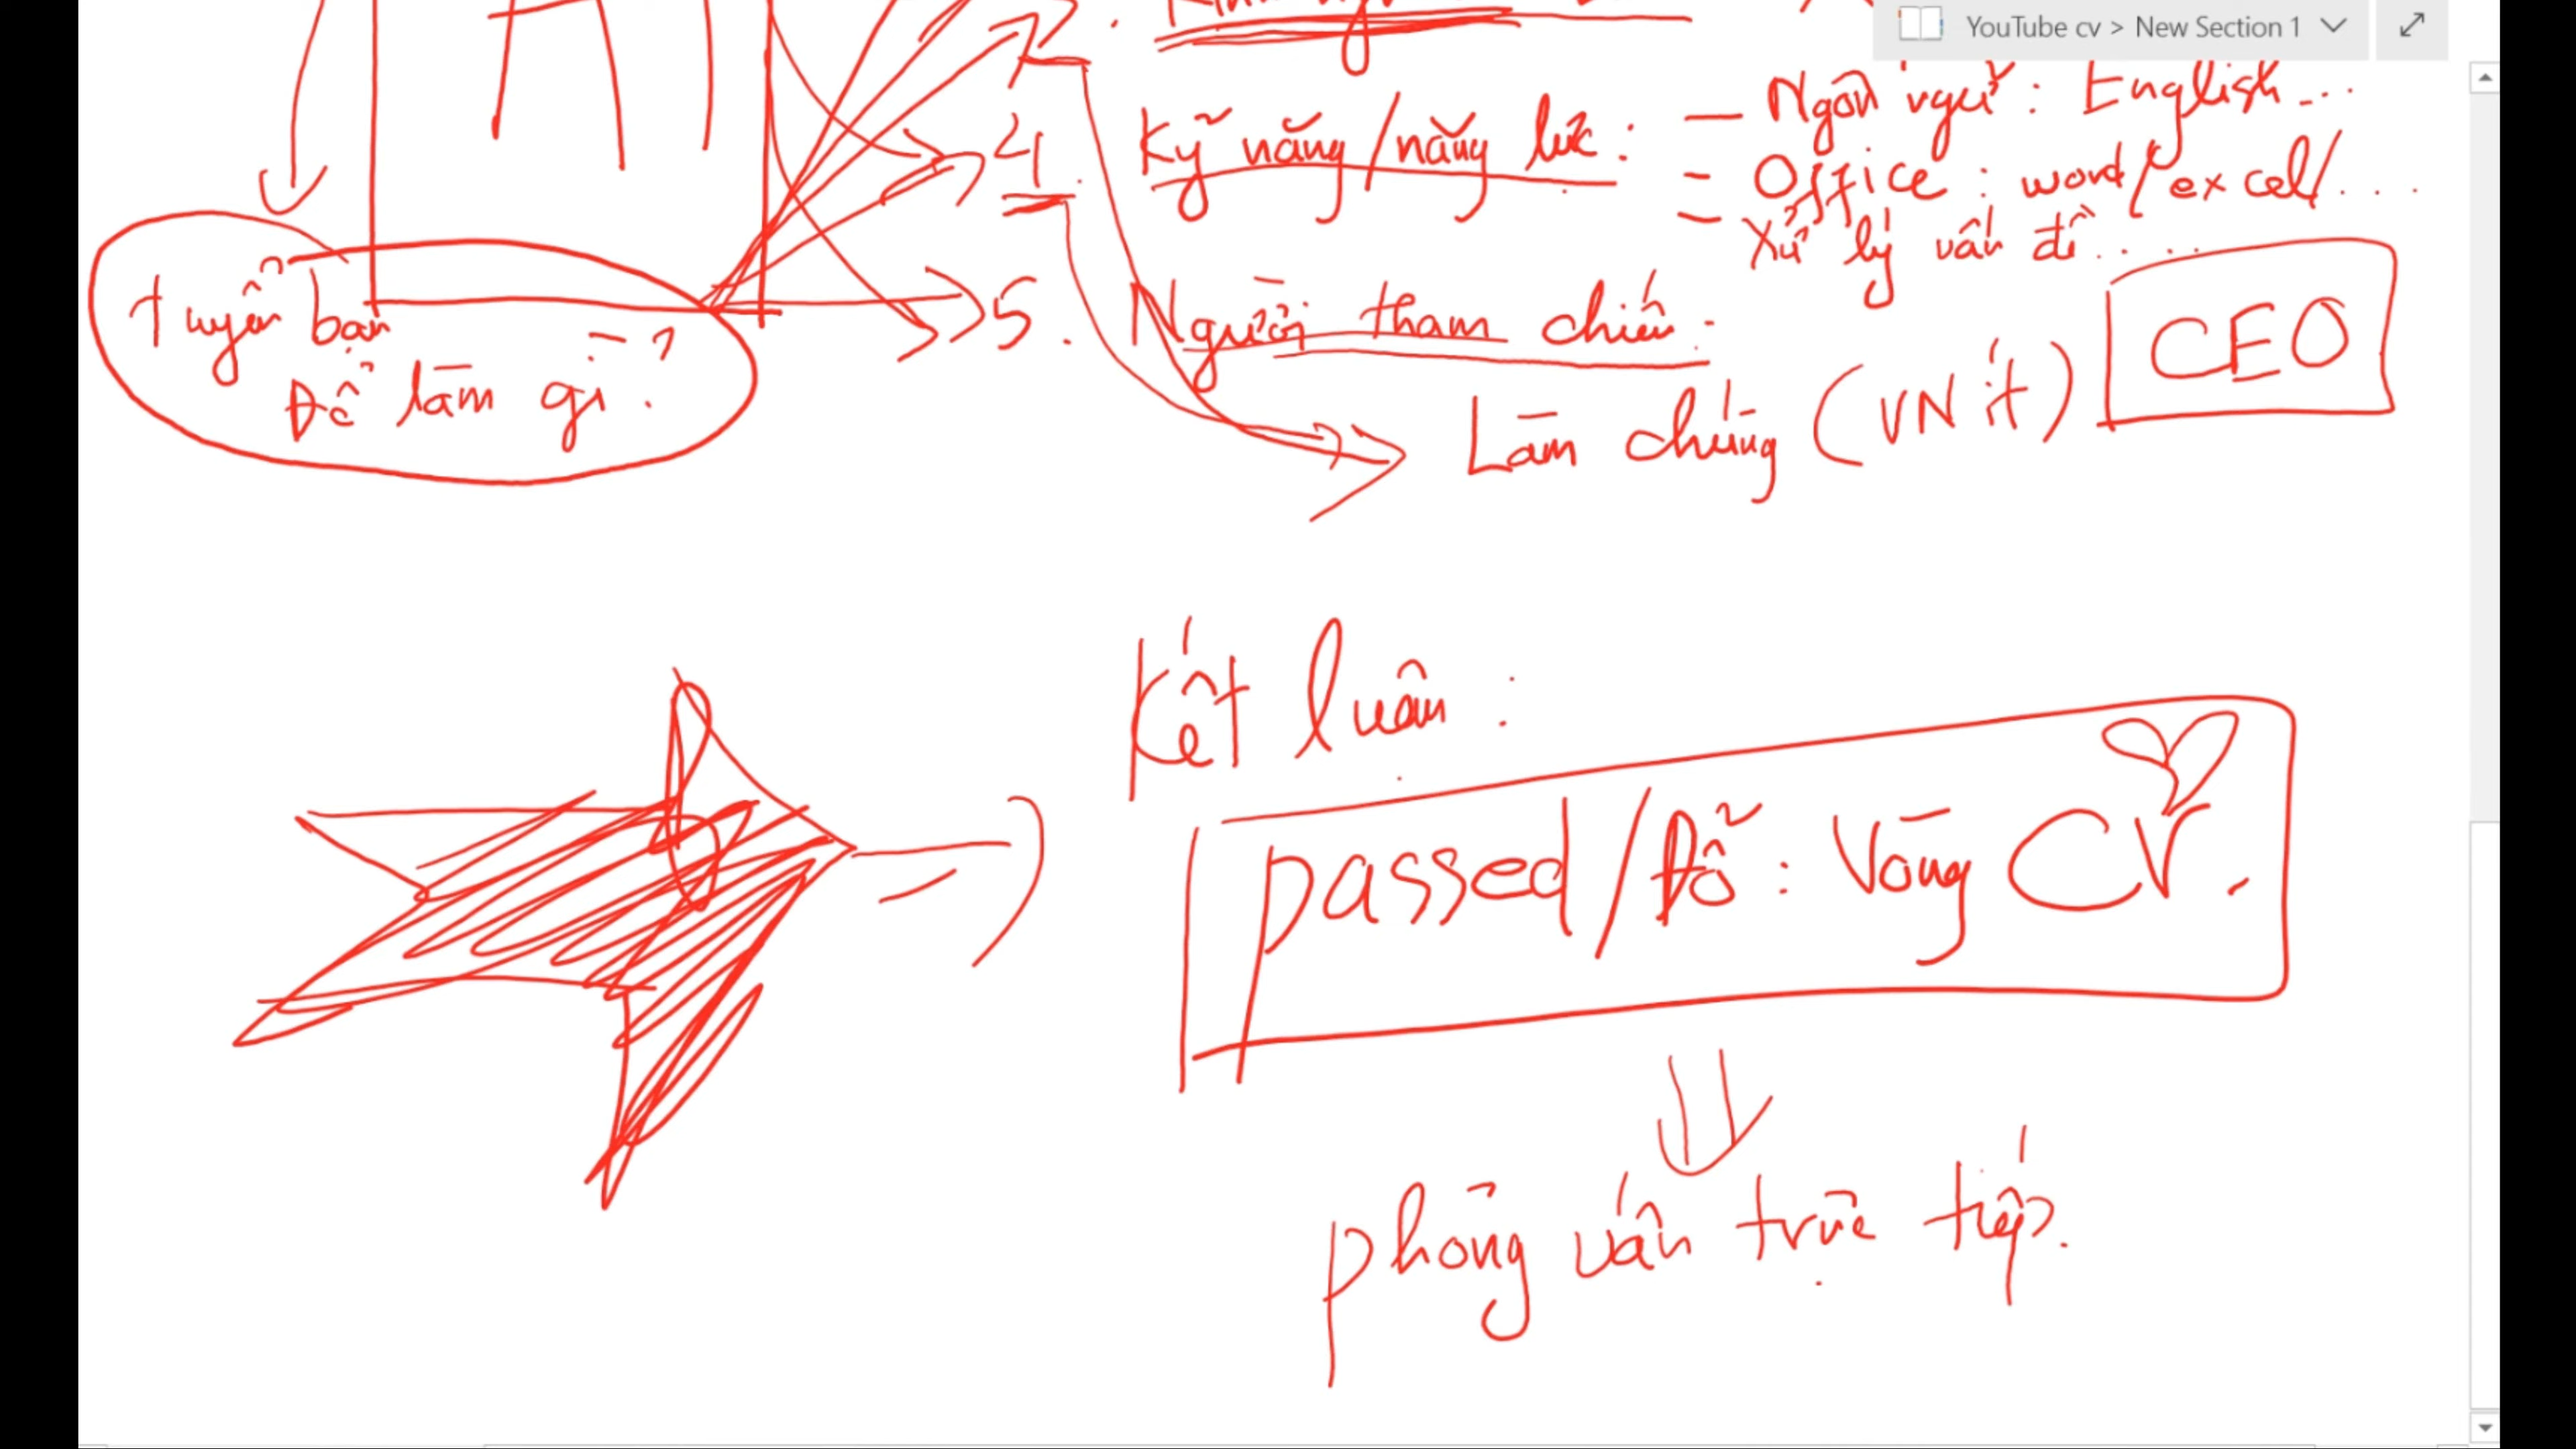 YouTube cv > New Section 1
4. Kỹ năng/năng lực : - Ngôn ngữ : English...
= Office : word/excel/....
- Xử lý vấn đề.....
Tuyển bạn
Để làm gì ?
5. Người tham chiếu :
Làm chứng (VN ít)
CEO
Kết luận :
passed/Đỗ : Vòng CV.
phỏng vấn trực tiếp.